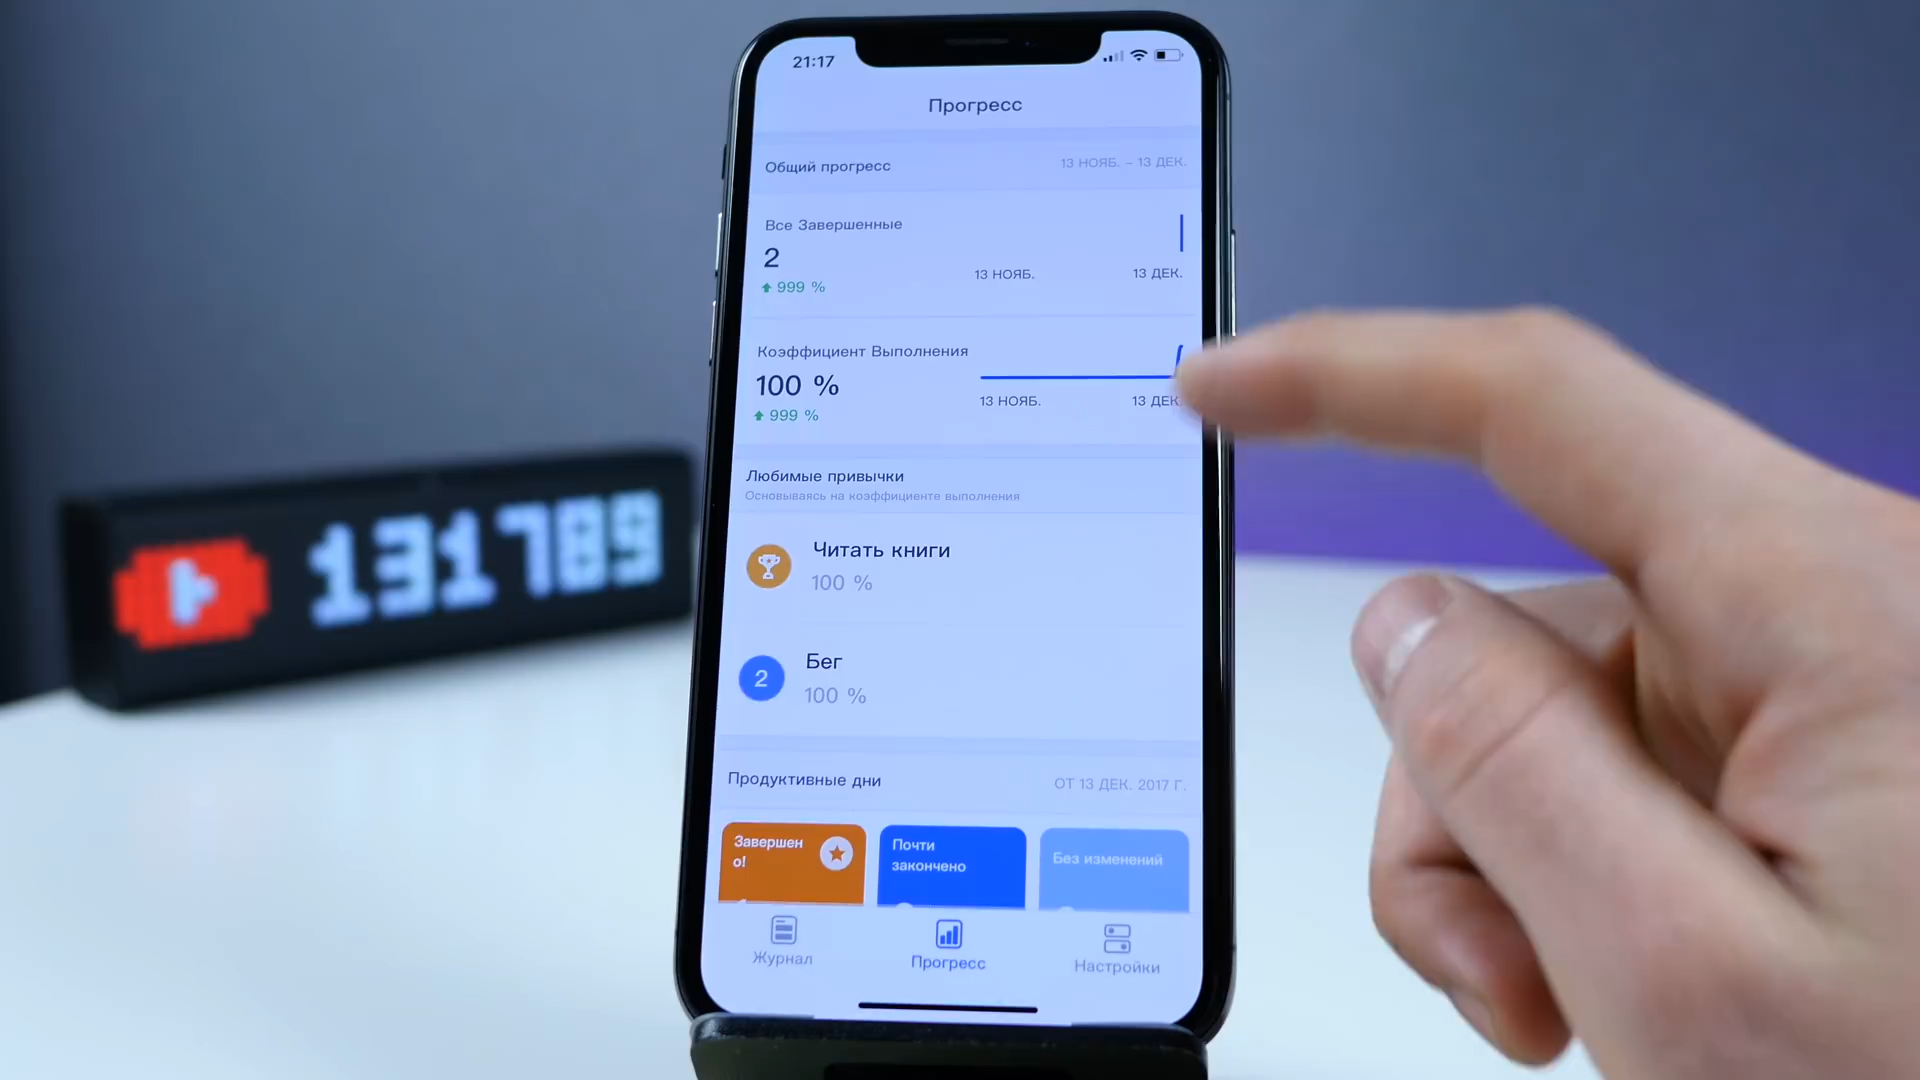 21:17
Прогресс
Общий прогресс
13 НОЯБ. – 13 ДЕК.
Все Завершенные
2
999 %
13 НОЯБ.
13 ДЕК.
Коэффициент Выполнения
100 %
999 %
13 НОЯБ.
13 ДЕК.
Любимые привычки
Основываясь на коэффициенте выполнения
Читать книги
100 %
2
Бег
100 %
Продуктивные дни
ОТ 13 ДЕК. 2017 Г.
Завершен
о!
Почти
закончено
Без изменений
Журнал
Прогресс
Настройки
131789